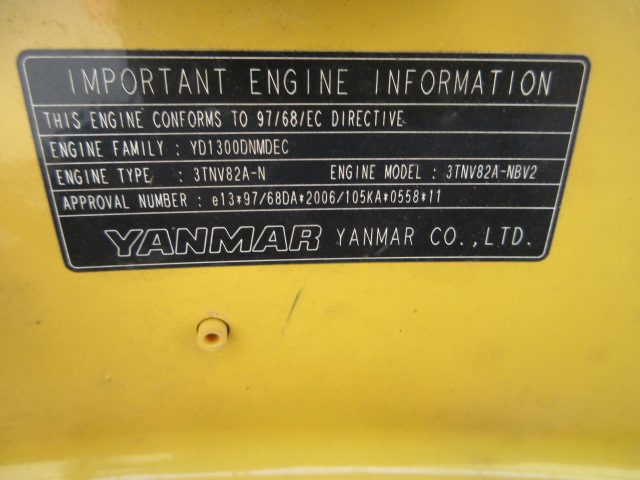 IMPORTANT ENGINE INFORMATION
THIS ENGINE CONFORMS TO 97/68/EC DIRECTIVE
ENGINE FAMILY : YD1300DNMDEC
ENGINE TYPE : 3TNV82A-N ENGINE MODEL : 3TNV82A-NBV2
APPROVAL NUMBER : e13*97/68DA*2006/105KA*0558*11
YANMAR YANMAR CO.,LTD.